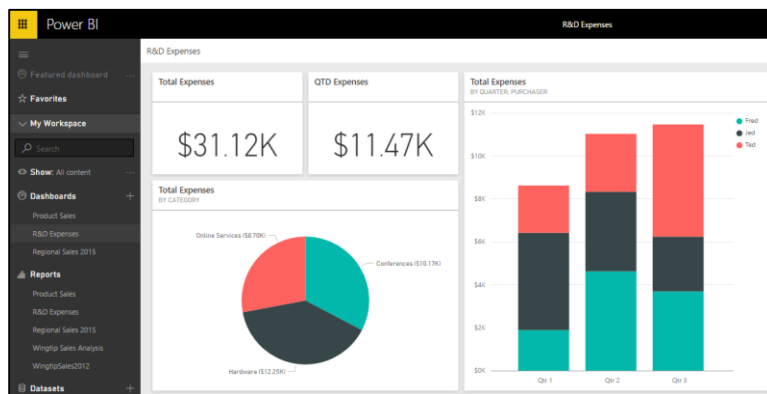 Power BI
R&D Expenses
R&D Expenses
Featured dashboard ...
Favorites
My Workspace
Search
Show: All content ...
Dashboards +
Product Sales
R&D Expenses
Regional Sales 2015
Reports
Product Sales
R&D Expenses
Regional Sales 2015
Wingtip Sales Analysis
WingtipSales2012
Datasets +
Total Expenses
$31.12K
QTD Expenses
$11.47K
Total Expenses
BY CATEGORY
Online Services ($8.70K)
Conferences ($10.17K)
Hardware ($12.25K)
Total Expenses
BY QUARTER, PURCHASER
Fred
Jed
Ted
$12K
$10K
$8K
$6K
$4K
$2K
$0K
Qtr 1 Qtr 2 Qtr 3